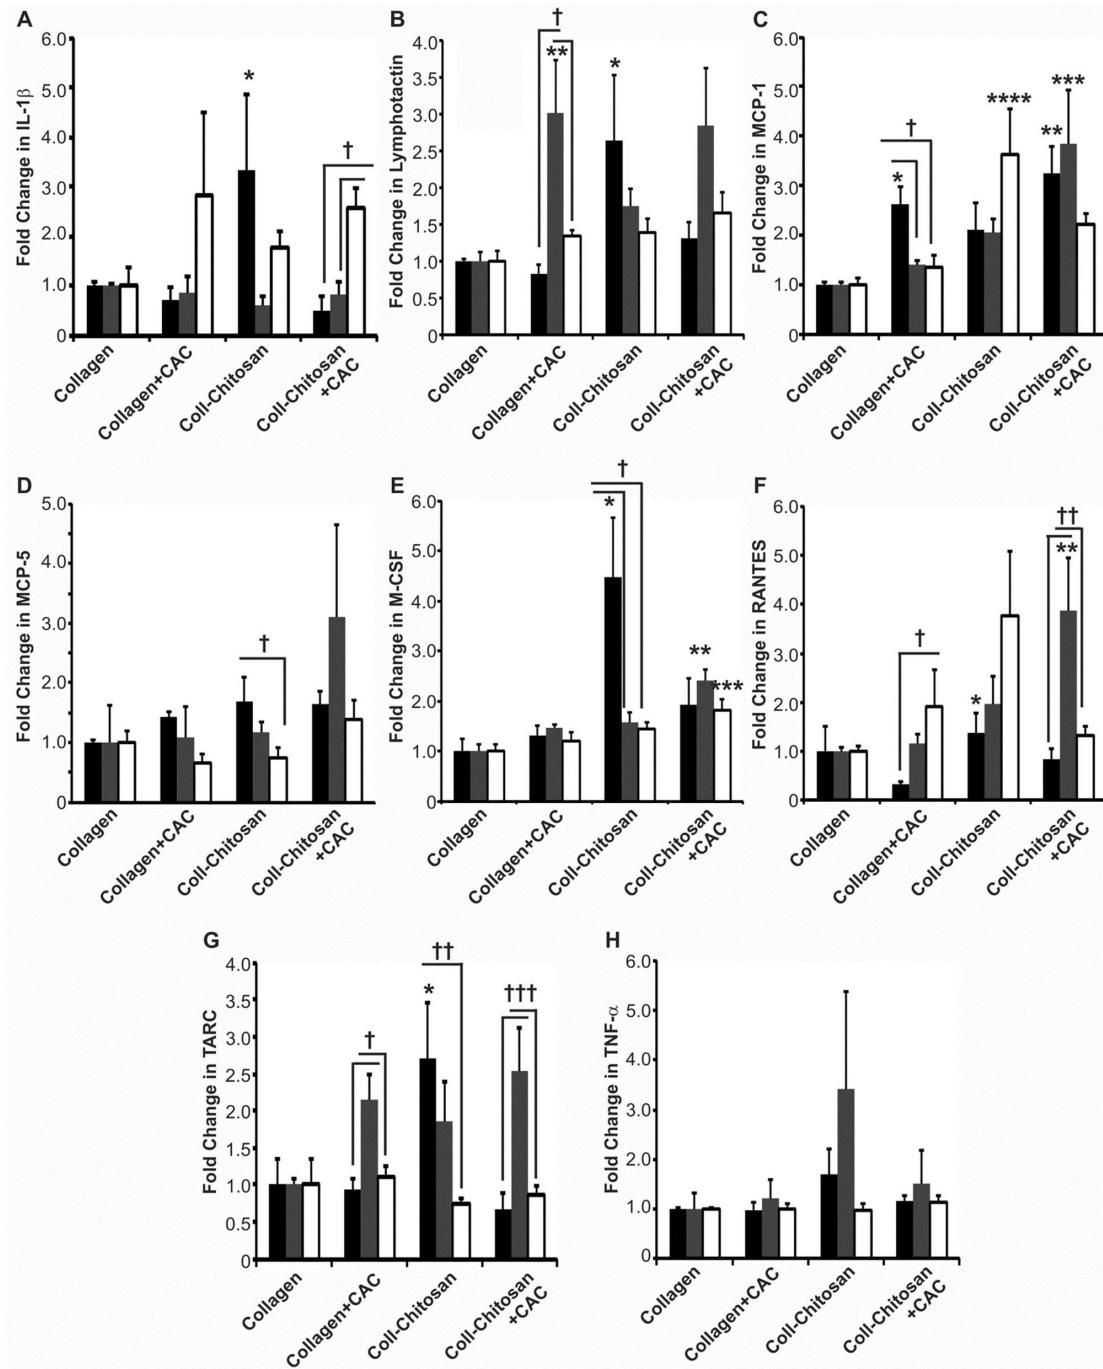 A
Fold Change in IL-1β
6.0
5.0
4.0
3.0
2.0
1.0
0
*
†
Collagen
Collagen+CAC
Coll-Chitosan
Coll-Chitosan
+CAC
B
Fold Change in Lymphotactin
4.0
3.5
3.0
2.5
2.0
1.5
1.0
0.5
0
†
**
*
Collagen
Collagen+CAC
Coll-Chitosan
Coll-Chitosan
+CAC
C
Fold Change in MCP-1
6.0
5.0
4.0
3.0
2.0
1.0
0
†
*
****
***
**
Collagen
Collagen+CAC
Coll-Chitosan
Coll-Chitosan
+CAC
D
Fold Change in MCP-5
5.0
4.0
3.0
2.0
1.0
0
†
Collagen
Collagen+CAC
Coll-Chitosan
Coll-Chitosan
+CAC
E
Fold Change in M-CSF
6.0
5.0
4.0
3.0
2.0
1.0
0
†
*
**
***
Collagen
Collagen+CAC
Coll-Chitosan
Coll-Chitosan
+CAC
F
Fold Change in RANTES
6.0
5.0
4.0
3.0
2.0
1.0
0
†
*
††
**
Collagen
Collagen+CAC
Coll-Chitosan
Coll-Chitosan
+CAC
G
Fold Change in TARC
4.0
3.5
3.0
2.5
2.0
1.5
1.0
0.5
0
†
††
*
†††
Collagen
Collagen+CAC
Coll-Chitosan
Coll-Chitosan
+CAC
H
Fold Change in TNF-α
6.0
5.0
4.0
3.0
2.0
1.0
0
Collagen
Collagen+CAC
Coll-Chitosan
Coll-Chitosan
+CAC